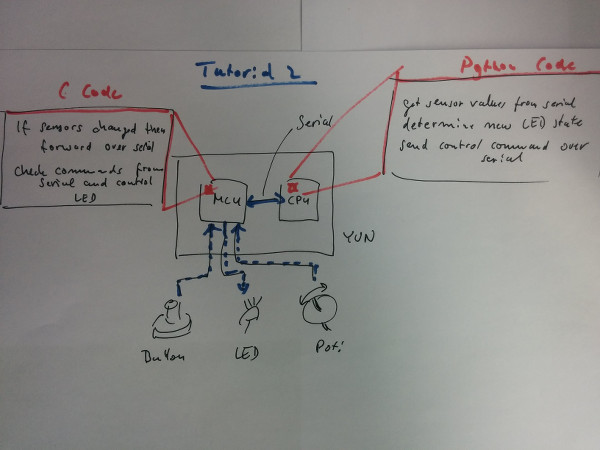 Tutorial 2
C Code
If sensors changed then
forward over serial
Check commands from
Serial and control
LED
Python Code
get sensor values from serial
determine new LED state
send control command over
serial
Serial
MCU
CPU
YUN
Button
LED
Poti